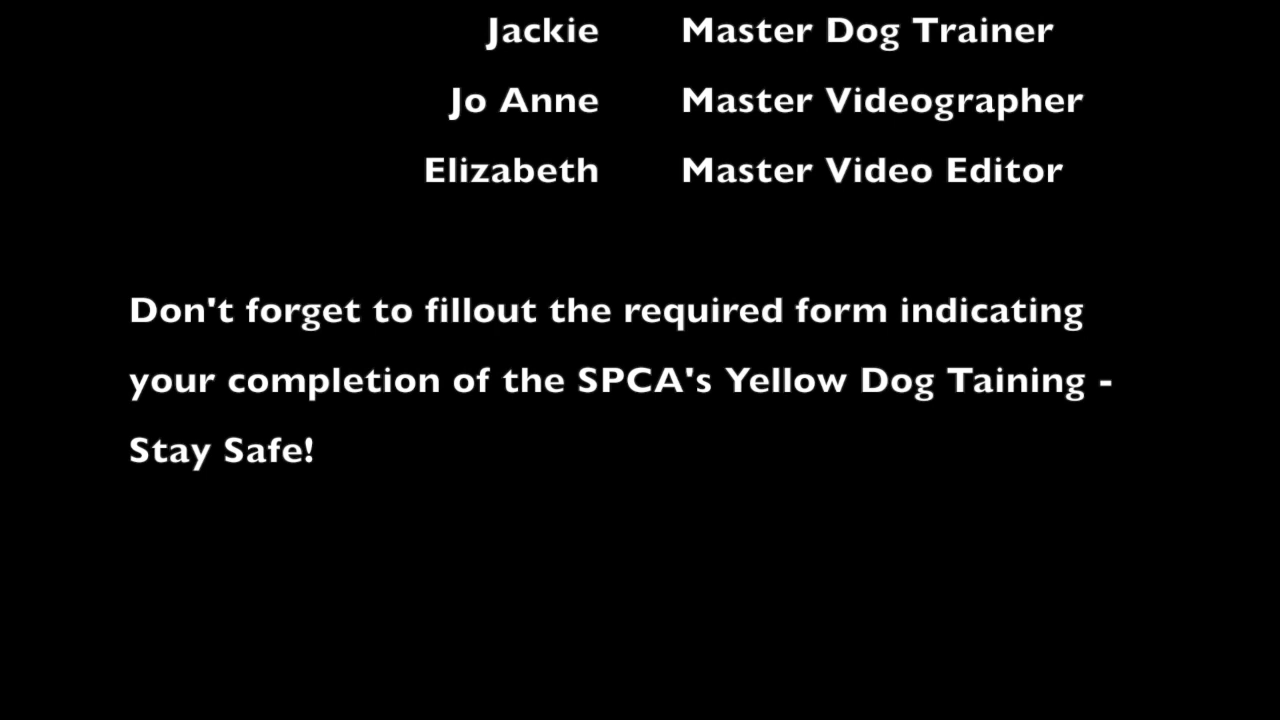 Jackie Master Dog Trainer
Jo Anne Master Videographer
Elizabeth Master Video Editor
Don't forget to fillout the required form indicating
your completion of the SPCA's Yellow Dog Taining -
Stay Safe!